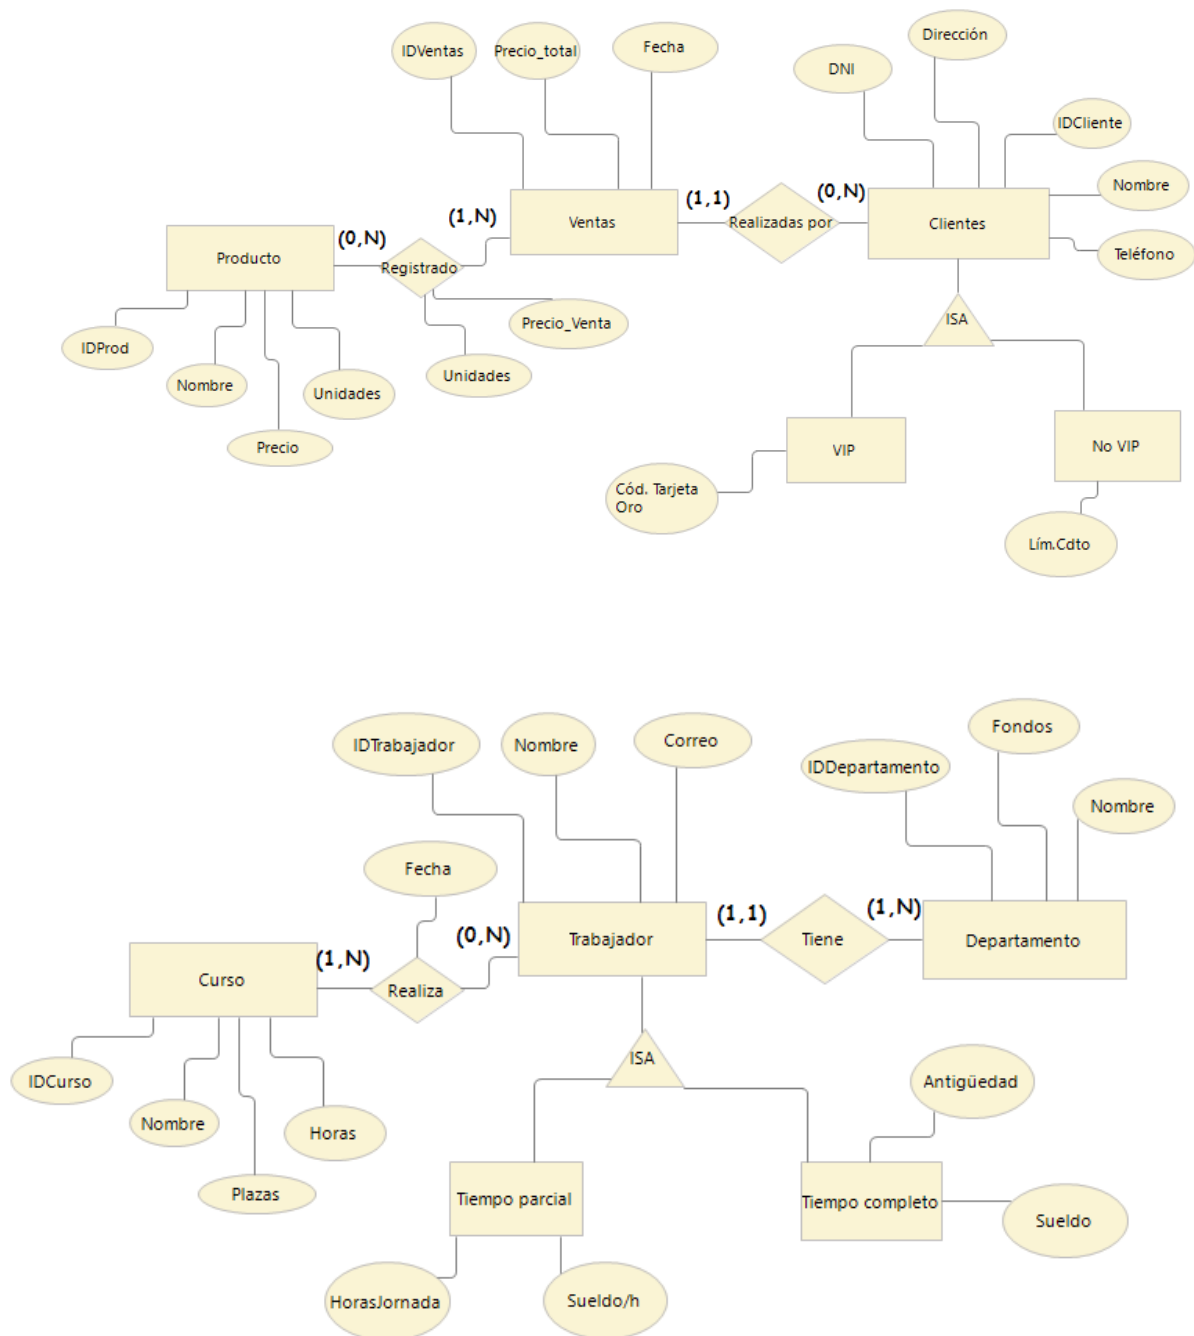 Dirección
IDVentas
Precio_total
Fecha
DNI
IDCliente
Nombre
(1,1)
(0,N)
(1,N)
Ventas
Realizadas por
Clientes
(0,N)
Producto
Registrado
Teléfono
Precio_Venta
ISA
IDProd
Nombre
Unidades
Unidades
Precio
VIP
No VIP
Cód. Tarjeta
Oro
Lím.Cdto
Fondos
IDTrabajador
Nombre
Correo
IDDepartamento
Nombre
Fecha
(1,1)
(1,N)
(0,N)
Trabajador
Tiene
Departamento
(1,N)
Curso
Realiza
ISA
IDCurso
Antigüedad
Nombre
Horas
Plazas
Tiempo parcial
Tiempo completo
Sueldo
HorasJornada
Sueldo/h